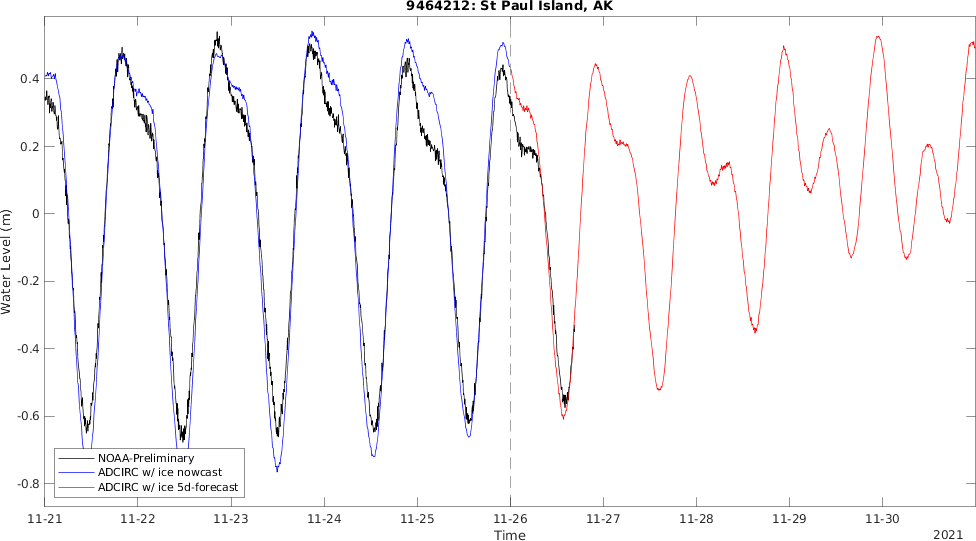 9464212: St Paul Island, AK
Water Level (m)
0.4
0.2
0
-0.2
-0.4
-0.6
-0.8
NOAA-Preliminary
ADCIRC w/ ice nowcast
ADCIRC w/ ice 5d-forecast
11-21 11-22 11-23 11-24 11-25 11-26 11-27 11-28 11-29 11-30
Time
2021